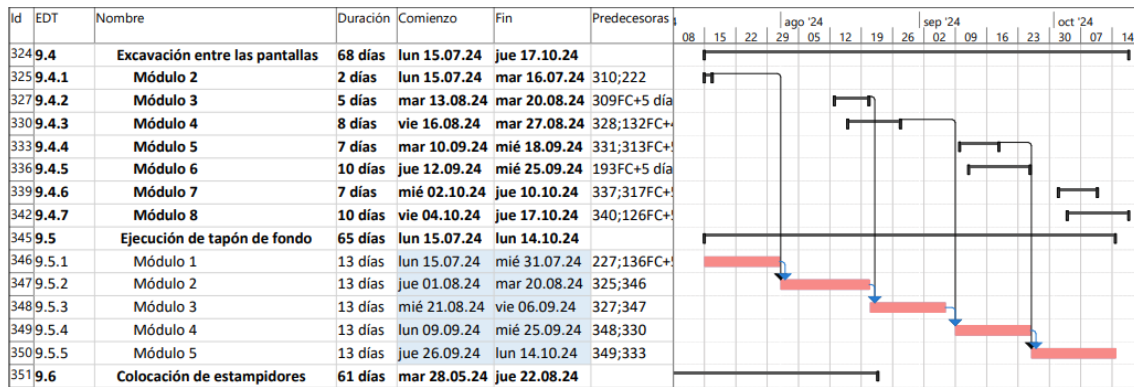 Id EDT Nombre Duración Comienzo Fin Predecesoras
ago '24 sep '24 oct '24
08 15 22 29 05 12 19 26 02 09 16 23 30 07 14
324 9.4 Excavación entre las pantallas 68 días lun 15.07.24 jue 17.10.24
325 9.4.1 Módulo 2 2 días lun 15.07.24 mar 16.07.24 310;222
327 9.4.2 Módulo 3 5 días mar 13.08.24 mar 20.08.24 309FC+5 día
330 9.4.3 Módulo 4 8 días vie 16.08.24 mar 27.08.24 328;132FC+
333 9.4.4 Módulo 5 7 días mar 10.09.24 mié 18.09.24 331;313FC+
336 9.4.5 Módulo 6 10 días jue 12.09.24 mié 25.09.24 193FC+5 día
339 9.4.6 Módulo 7 7 días mié 02.10.24 jue 10.10.24 337;317FC+
342 9.4.7 Módulo 8 10 días vie 04.10.24 jue 17.10.24 340;126FC+
345 9.5 Ejecución de tapón de fondo 65 días lun 15.07.24 lun 14.10.24
346 9.5.1 Módulo 1 13 días lun 15.07.24 mié 31.07.24 227;136FC+
347 9.5.2 Módulo 2 13 días jue 01.08.24 mar 20.08.24 325;346
348 9.5.3 Módulo 3 13 días mié 21.08.24 vie 06.09.24 327;347
349 9.5.4 Módulo 4 13 días lun 09.09.24 mié 25.09.24 348;330
350 9.5.5 Módulo 5 13 días jue 26.09.24 lun 14.10.24 349;333
351 9.6 Colocación de estampidores 61 días mar 28.05.24 jue 22.08.24